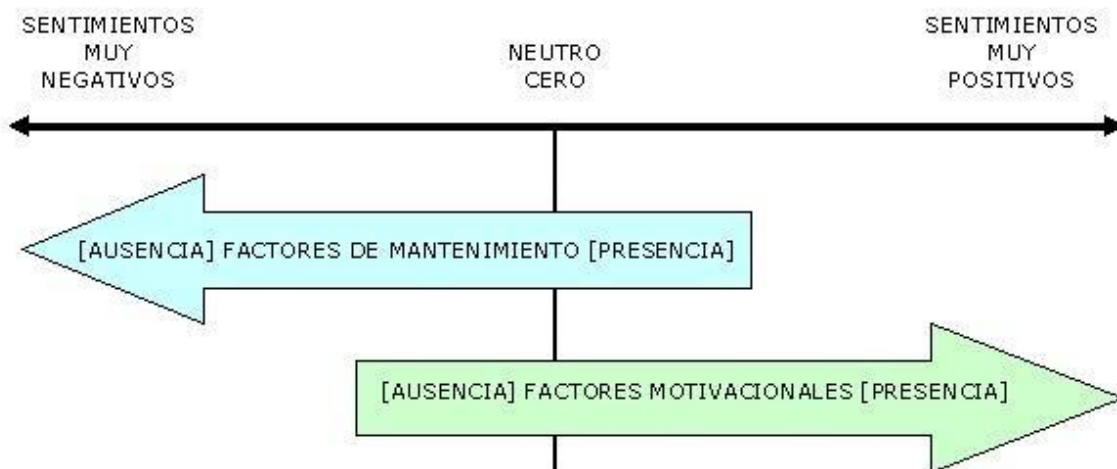 SENTIMIENTOS
MUY
NEGATIVOS
NEUTRO
CERO
SENTIMIENTOS
MUY
POSITIVOS
[AUSENCIA] FACTORES DE MANTENIMIENTO [PRESENCIA]
[AUSENCIA] FACTORES MOTIVACIONALES [PRESENCIA]